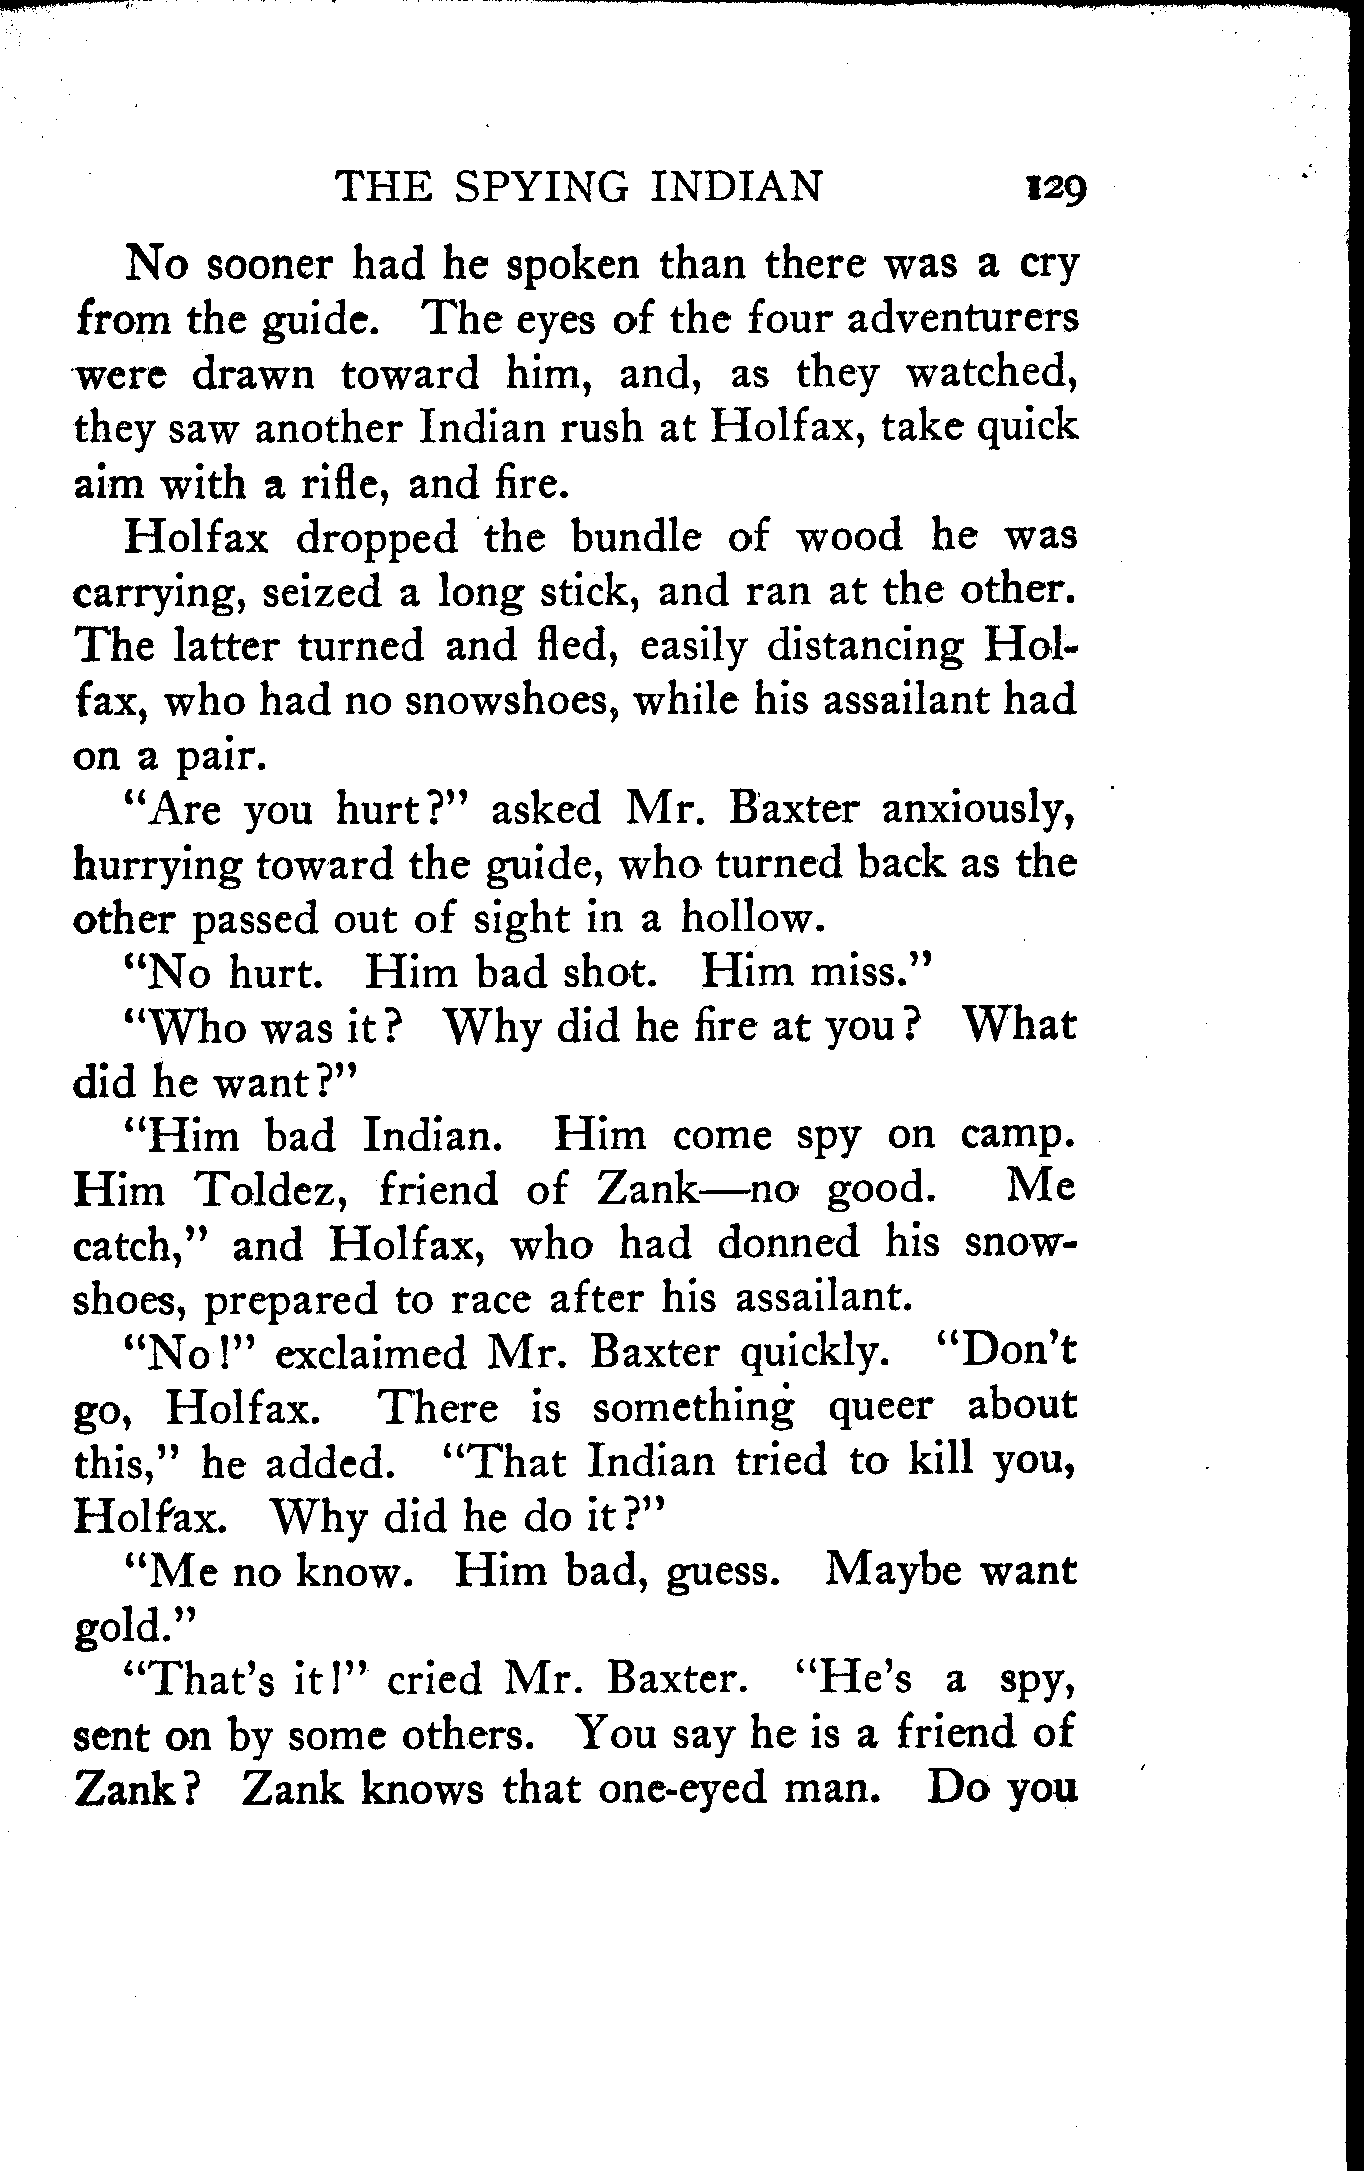 THE SPYING INDIAN 129
No sooner had he spoken than there was a cry
from the guide. The eyes of the four adventurers
were drawn toward him, and, as they watched,
they saw another Indian rush at Holfax, take quick
aim with a rifle, and fire.
Holfax dropped the bundle of wood he was
carrying, seized a long stick, and ran at the other.
The latter turned and fled, easily distancing Hol-
fax, who had no snowshoes, while his assailant had
on a pair.
"Are you hurt?" asked Mr. Baxter anxiously,
hurrying toward the guide, who turned back as the
other passed out of sight in a hollow.
"No hurt. Him bad shot. Him miss."
"Who was it? Why did he fire at you? What
did he want?"
"Him bad Indian. Him come spy on camp.
Him Toldez, friend of Zank—no good. Me
catch," and Holfax, who had donned his snow-
shoes, prepared to race after his assailant.
"No!" exclaimed Mr. Baxter quickly. "Don't
go, Holfax. There is something queer about
this," he added. "That Indian tried to kill you,
Holfax. Why did he do it?"
"Me no know. Him bad, guess. Maybe want
gold."
"That's it!" cried Mr. Baxter. "He's a spy,
sent on by some others. You say he is a friend of
Zank? Zank knows that one-eyed man. Do you